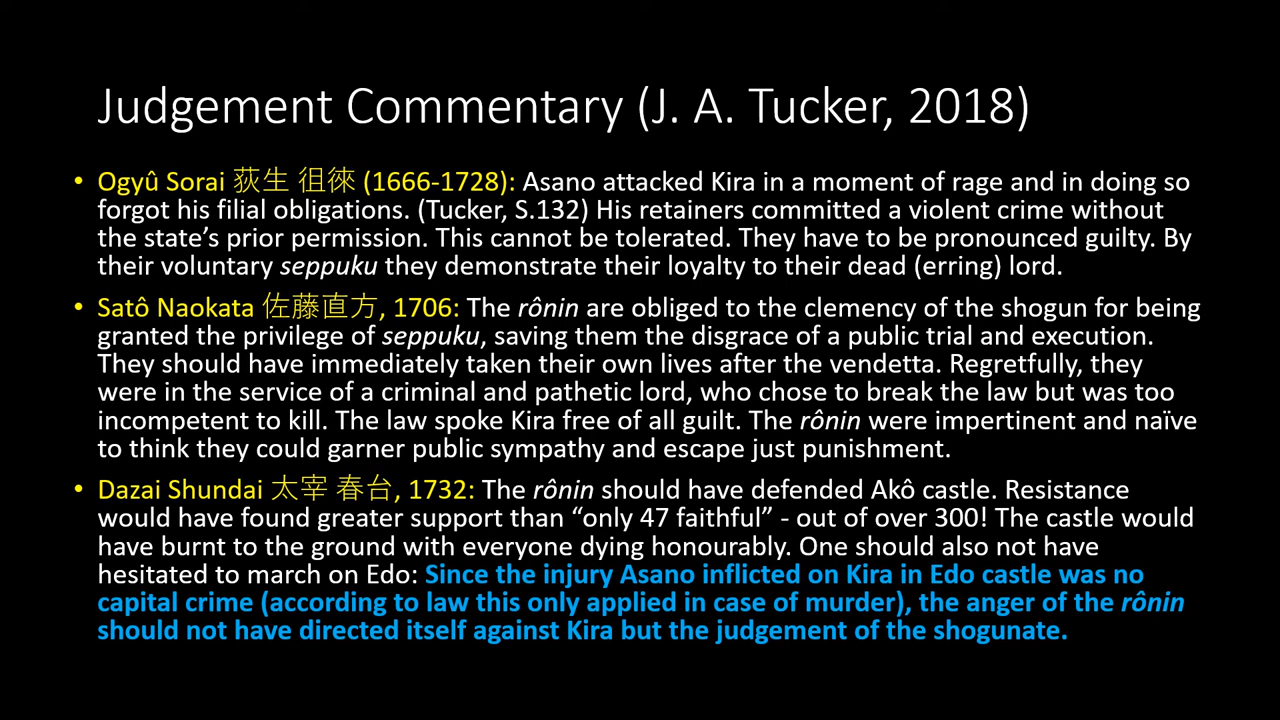 Judgement Commentary (J. A. Tucker, 2018)
• Ogyû Sorai 荻生 徂徠 (1666-1728): Asano attacked Kira in a moment of rage and in doing so
forgot his filial obligations. (Tucker, S.132) His retainers committed a violent crime without
the state’s prior permission. This cannot be tolerated. They have to be pronounced guilty. By
their voluntary seppuku they demonstrate their loyalty to their dead (erring) lord.
• Satô Naokata 佐藤直方, 1706: The rônin are obliged to the clemency of the shogun for being
granted the privilege of seppuku, saving them the disgrace of a public trial and execution.
They should have immediately taken their own lives after the vendetta. Regretfully, they
were in the service of a criminal and pathetic lord, who chose to break the law but was too
incompetent to kill. The law spoke Kira free of all guilt. The rônin were impertinent and naïve
to think they could garner public sympathy and escape just punishment.
• Dazai Shundai 太宰 春台, 1732: The rônin should have defended Akô castle. Resistance
would have found greater support than “only 47 faithful” - out of over 300! The castle would
have burnt to the ground with everyone dying honourably. One should also not have
hesitated to march on Edo: Since the injury Asano inflicted on Kira in Edo castle was no
capital crime (according to law this only applied in case of murder), the anger of the rônin
should not have directed itself against Kira but the judgement of the shogunate.